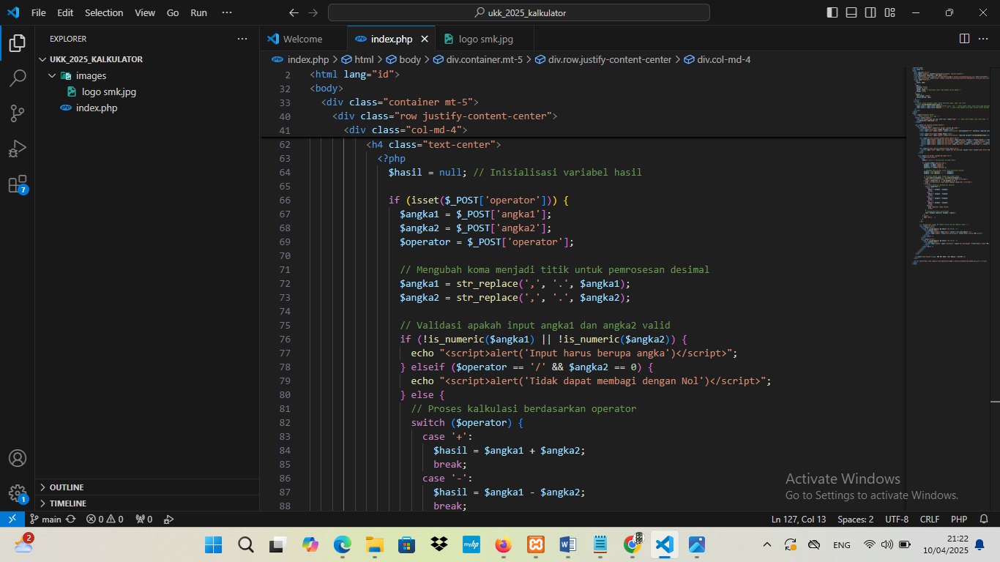 File Edit Selection View Go Run ···
ukk_2025_kalkulator
EXPLORER
UKK_2025_KALKULATOR
images
logo smk.jpg
index.php
OUTLINE
TIMELINE
Welcome
index.php
logo smk.jpg
index.php > html > body > div.container.mt-5 > div.row.justify-content-center > div.col-md-4
2 <html lang="id">
32 <body>
33 <div class="container mt-5">
40 <div class="row justify-content-center">
41 <div class="col-md-4">
62 <h4 class="text-center">
63 <?php
64 $hasil = null; // Inisialisasi variabel hasil
65
66 if (isset($_POST['operator'])) {
67 $angka1 = $_POST['angka1'];
68 $angka2 = $_POST['angka2'];
69 $operator = $_POST['operator'];
70
71 // Mengubah koma menjadi titik untuk pemrosesan desimal
72 $angka1 = str_replace(',', '.', $angka1);
73 $angka2 = str_replace(',', '.', $angka2);
74
75 // Validasi apakah input angka1 dan angka2 valid
76 if (!is_numeric($angka1) || !is_numeric($angka2)) {
77 echo "<script>alert('Input harus berupa angka')</script>";
78 } elseif ($operator == '/' && $angka2 == 0) {
79 echo "<script>alert('Tidak dapat membagi dengan Nol')</script>";
80 } else {
81 // Proses kalkulasi berdasarkan operator
82 switch ($operator) {
83 case '+':
84 $hasil = $angka1 + $angka2;
85 break;
86 case '-':
87 $hasil = $angka1 - $angka2;
88 break;
Activate Windows
Go to Settings to activate Windows.
7
1
main
0 0
0
Ln 127, Col 13
Spaces: 2
UTF-8
CRLF
PHP
2
myhp
ENG
21:22
10/04/2025